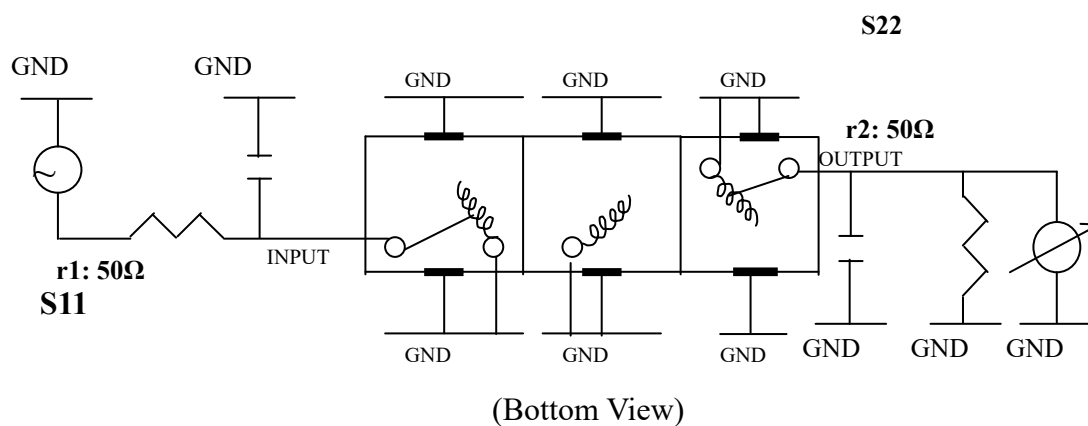 S22
GND
GND
GND
GND
GND
r2: 50Ω
OUTPUT
~
INPUT
r1: 50Ω
S11
GND
GND
GND
GND
GND
GND
(Bottom View)